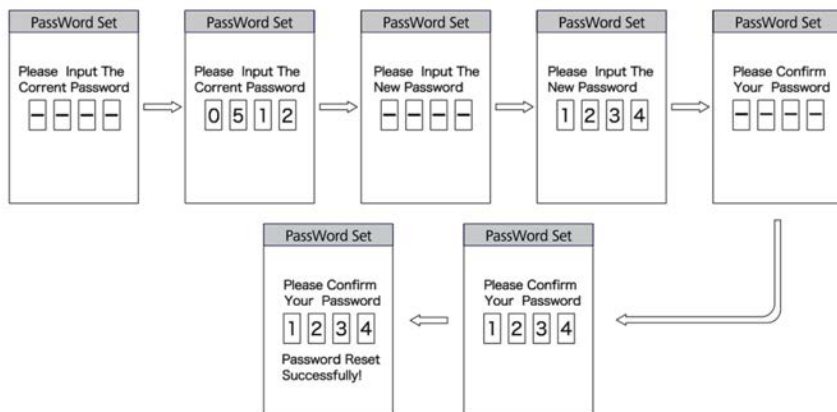 PassWord Set
Please Input The
Corrent Password
– – – –
PassWord Set
Please Input The
Corrent Password
0 5 1 2
PassWord Set
Please Input The
New Password
– – – –
PassWord Set
Please Input The
New Password
1 2 3 4
PassWord Set
Please Confirm
Your Password
– – – –
PassWord Set
Please Confirm
Your Password
1 2 3 4
PassWord Set
Please Confirm
Your Password
1 2 3 4
Password Reset
Successfully!